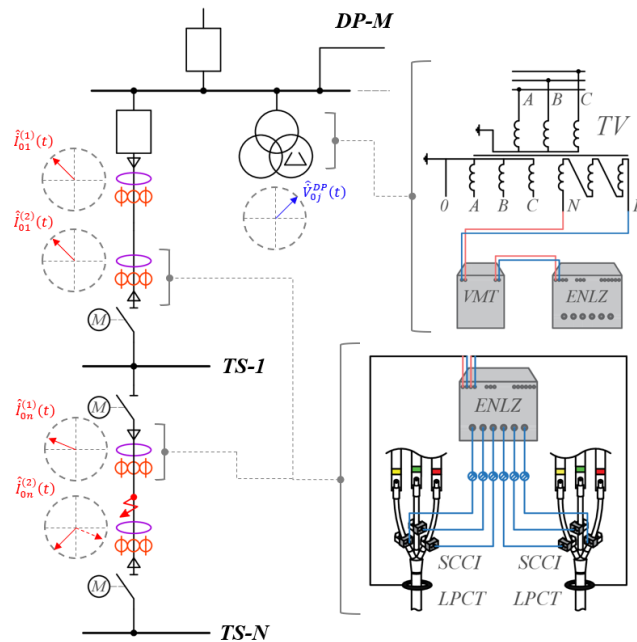 DP-M
A B C
TV
Î₀₁⁽¹⁾(t)
V̂₀ⱼᴰᴾ(t)
0 A B C N
Î₀₁⁽²⁾(t)
VMT
ENLZ
M
TS-1
ENLZ
M
Î₀ₙ⁽¹⁾(t)
Î₀ₙ⁽²⁾(t)
SCCI SCCI
M
LPCT LPCT
TS-N